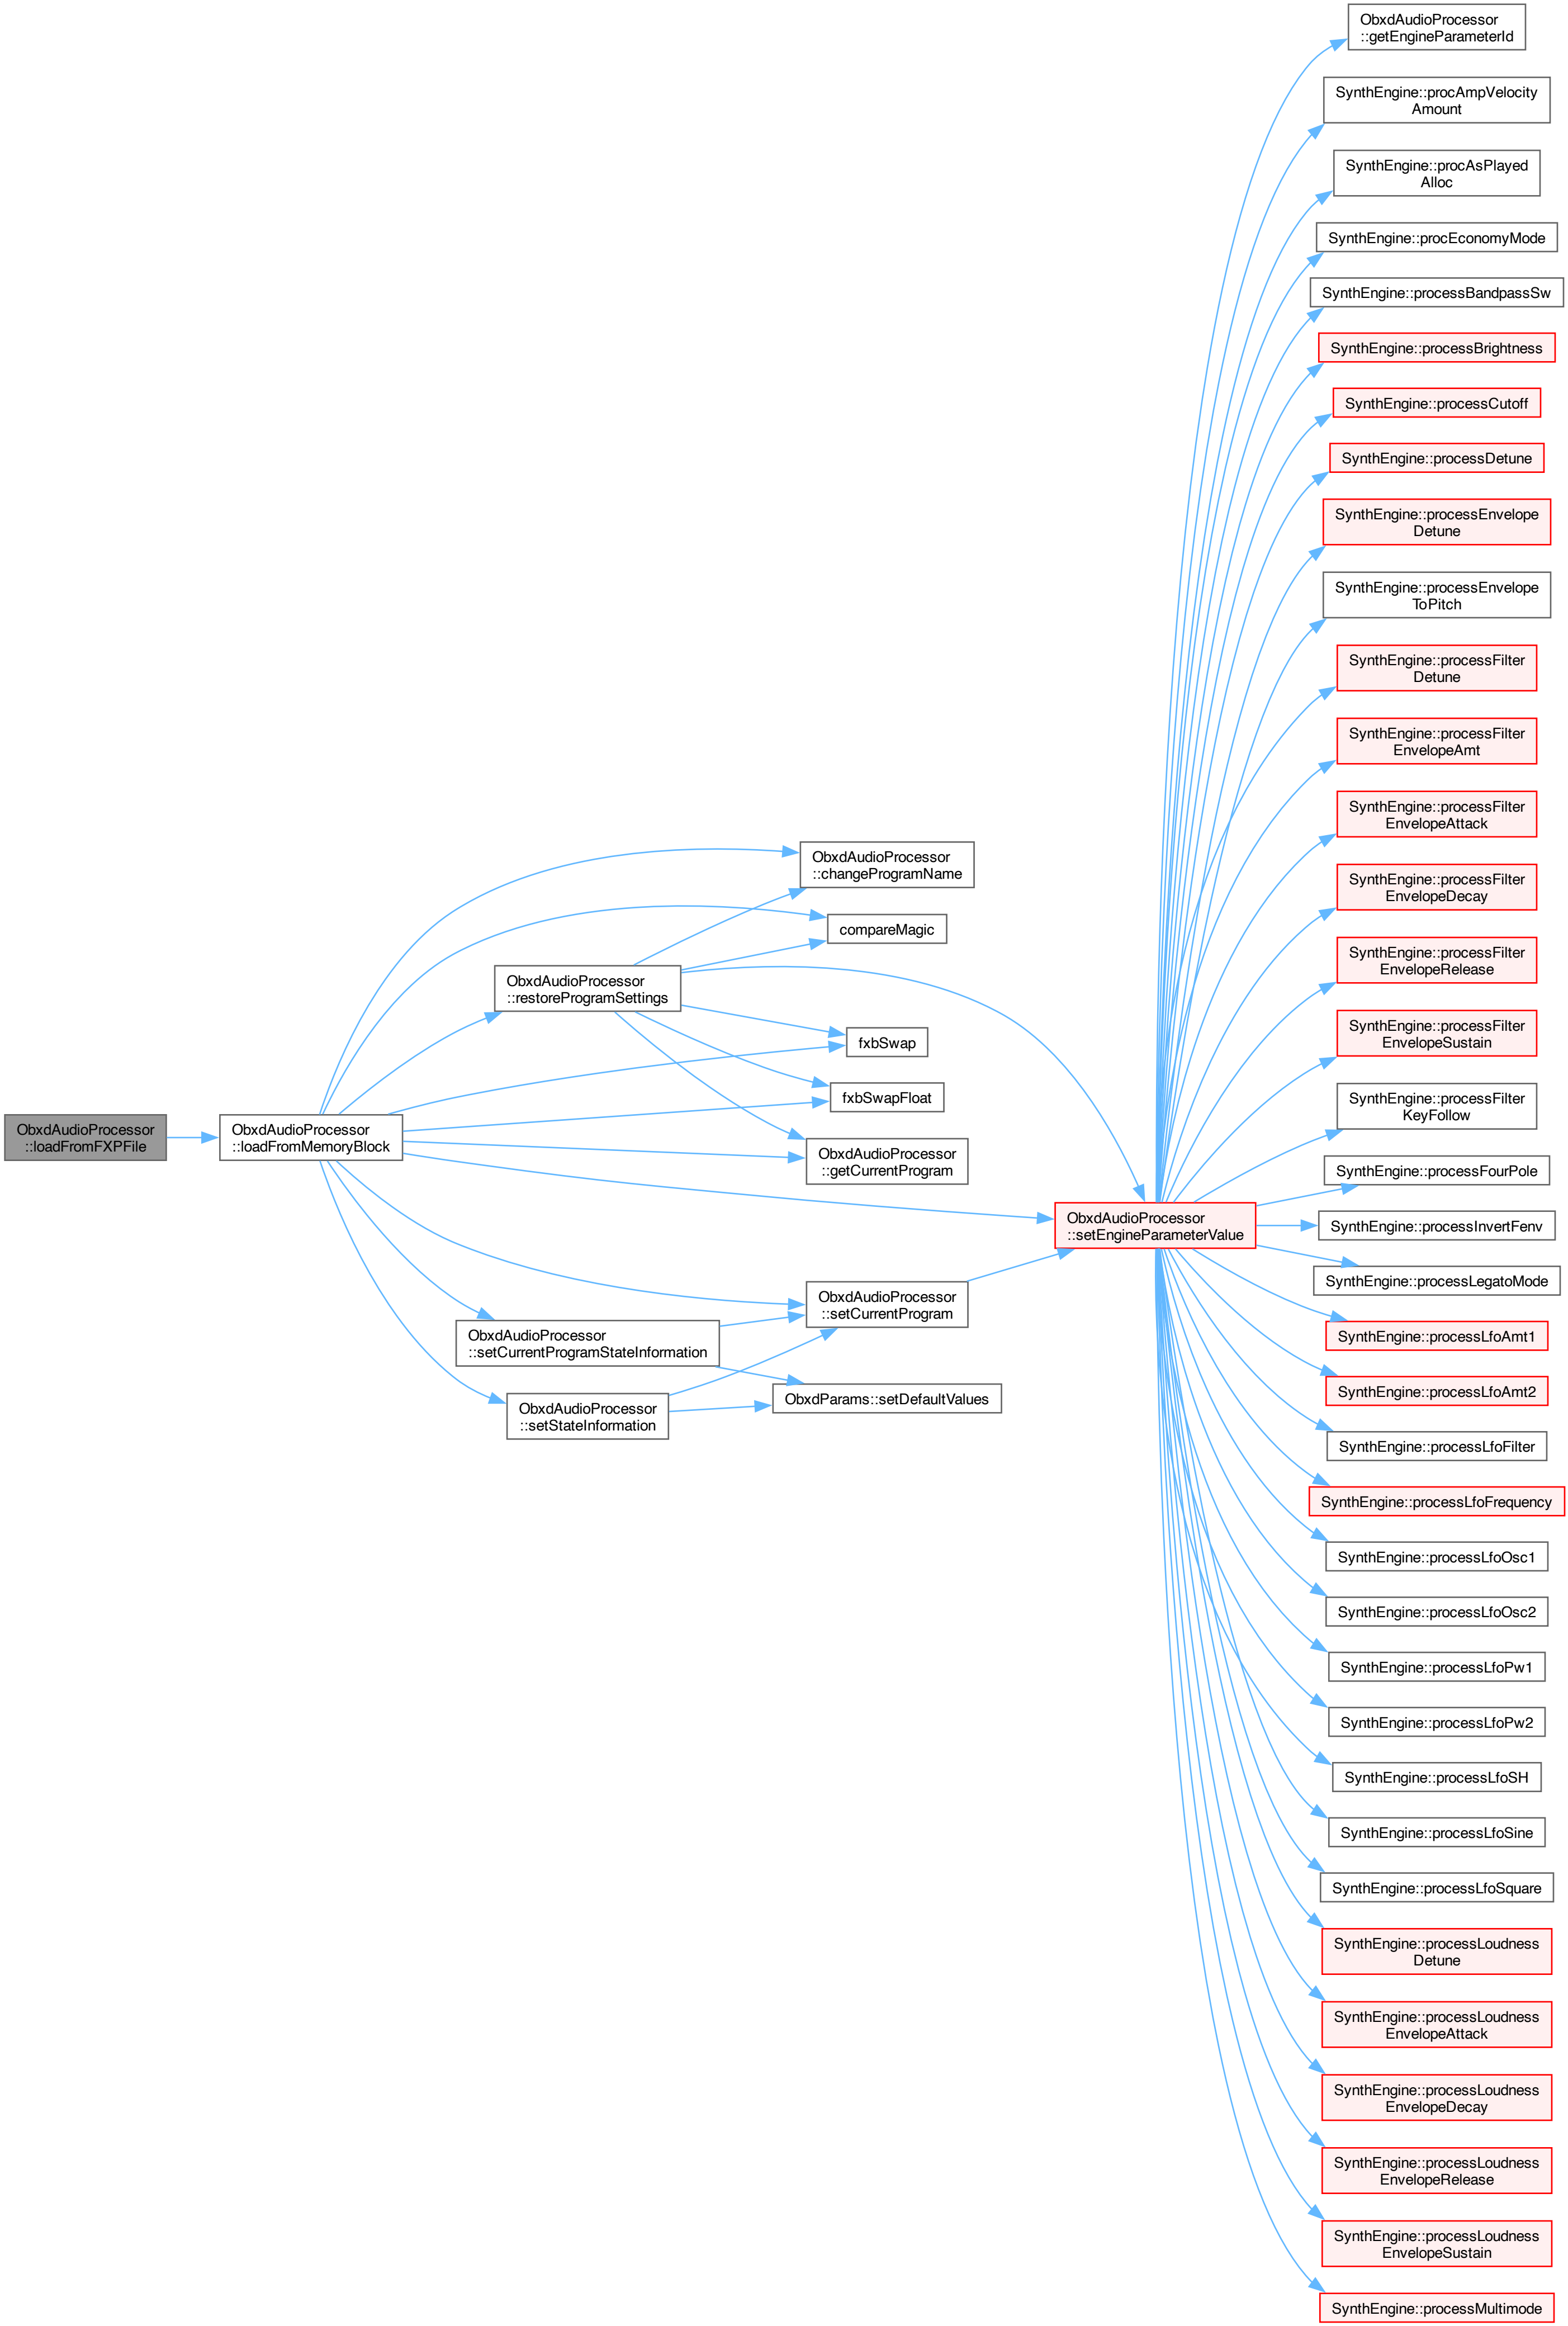 ObxdAudioProcessor
::loadFromFXPFile
ObxdAudioProcessor
::loadFromMemoryBlock
ObxdAudioProcessor
::restoreProgramSettings
ObxdAudioProcessor
::setCurrentProgramStateInformation
ObxdAudioProcessor
::setStateInformation
ObxdAudioProcessor
::changeProgramName
compareMagic
fxbSwap
fxbSwapFloat
ObxdAudioProcessor
::getCurrentProgram
ObxdAudioProcessor
::setCurrentProgram
ObxdParams::setDefaultValues
ObxdAudioProcessor
::setEngineParameterValue
ObxdAudioProcessor
::getEngineParameterId
SynthEngine::procAmpVelocity
Amount
SynthEngine::procAsPlayed
Alloc
SynthEngine::procEconomyMode
SynthEngine::processBandpassSw
SynthEngine::processBrightness
SynthEngine::processCutoff
SynthEngine::processDetune
SynthEngine::processEnvelope
Detune
SynthEngine::processEnvelope
ToPitch
SynthEngine::processFilter
Detune
SynthEngine::processFilter
EnvelopeAmt
SynthEngine::processFilter
EnvelopeAttack
SynthEngine::processFilter
EnvelopeDecay
SynthEngine::processFilter
EnvelopeRelease
SynthEngine::processFilter
EnvelopeSustain
SynthEngine::processFilter
KeyFollow
SynthEngine::processFourPole
SynthEngine::processInvertFenv
SynthEngine::processLegatoMode
SynthEngine::processLfoAmt1
SynthEngine::processLfoAmt2
SynthEngine::processLfoFilter
SynthEngine::processLfoFrequency
SynthEngine::processLfoOsc1
SynthEngine::processLfoOsc2
SynthEngine::processLfoPw1
SynthEngine::processLfoPw2
SynthEngine::processLfoSH
SynthEngine::processLfoSine
SynthEngine::processLfoSquare
SynthEngine::processLoudness
Detune
SynthEngine::processLoudness
EnvelopeAttack
SynthEngine::processLoudness
EnvelopeDecay
SynthEngine::processLoudness
EnvelopeRelease
SynthEngine::processLoudness
EnvelopeSustain
SynthEngine::processMultimode